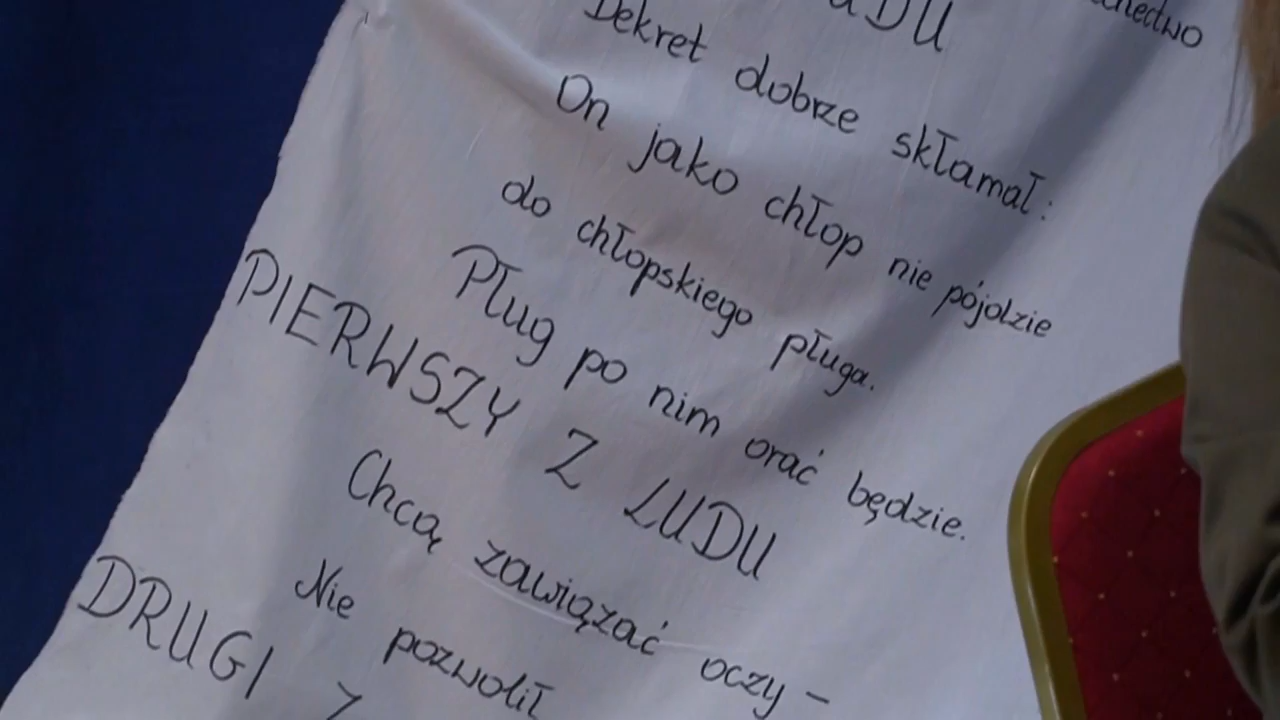 Dekret dobrze skłamał:
On jako chłop nie pójdzie
do chłopskiego pługa.
Pług po nim orać będzie.
PIERWSZY Z LUDU
Chcą zawiązać oczy -
Nie pozwolił
DRUGI Z